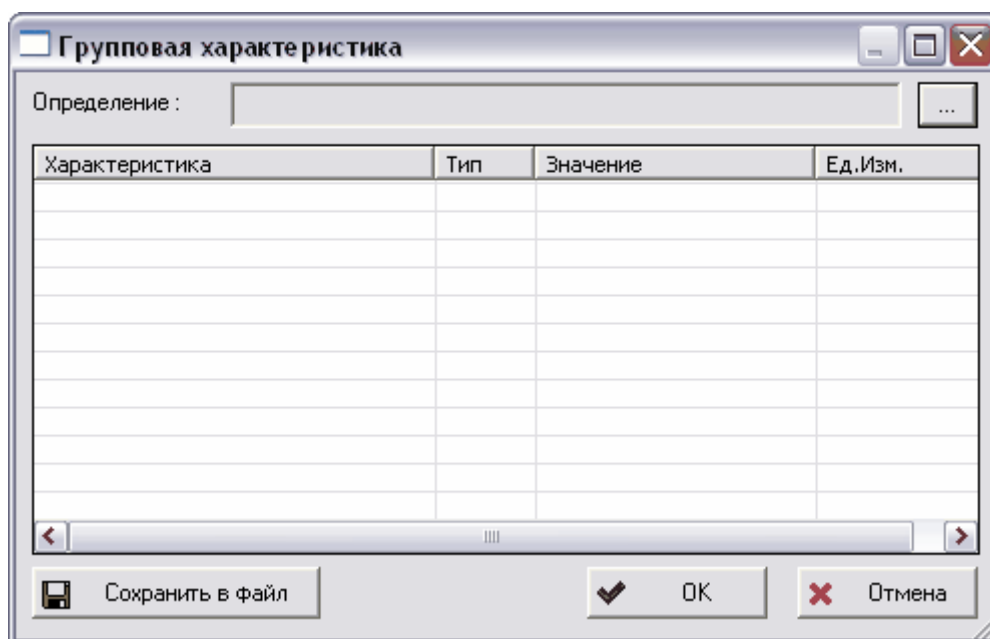 Групповая характеристика
Определение :
...
Характеристика Тип Значение Ед.Изм.
Сохранить в файл OK Отмена